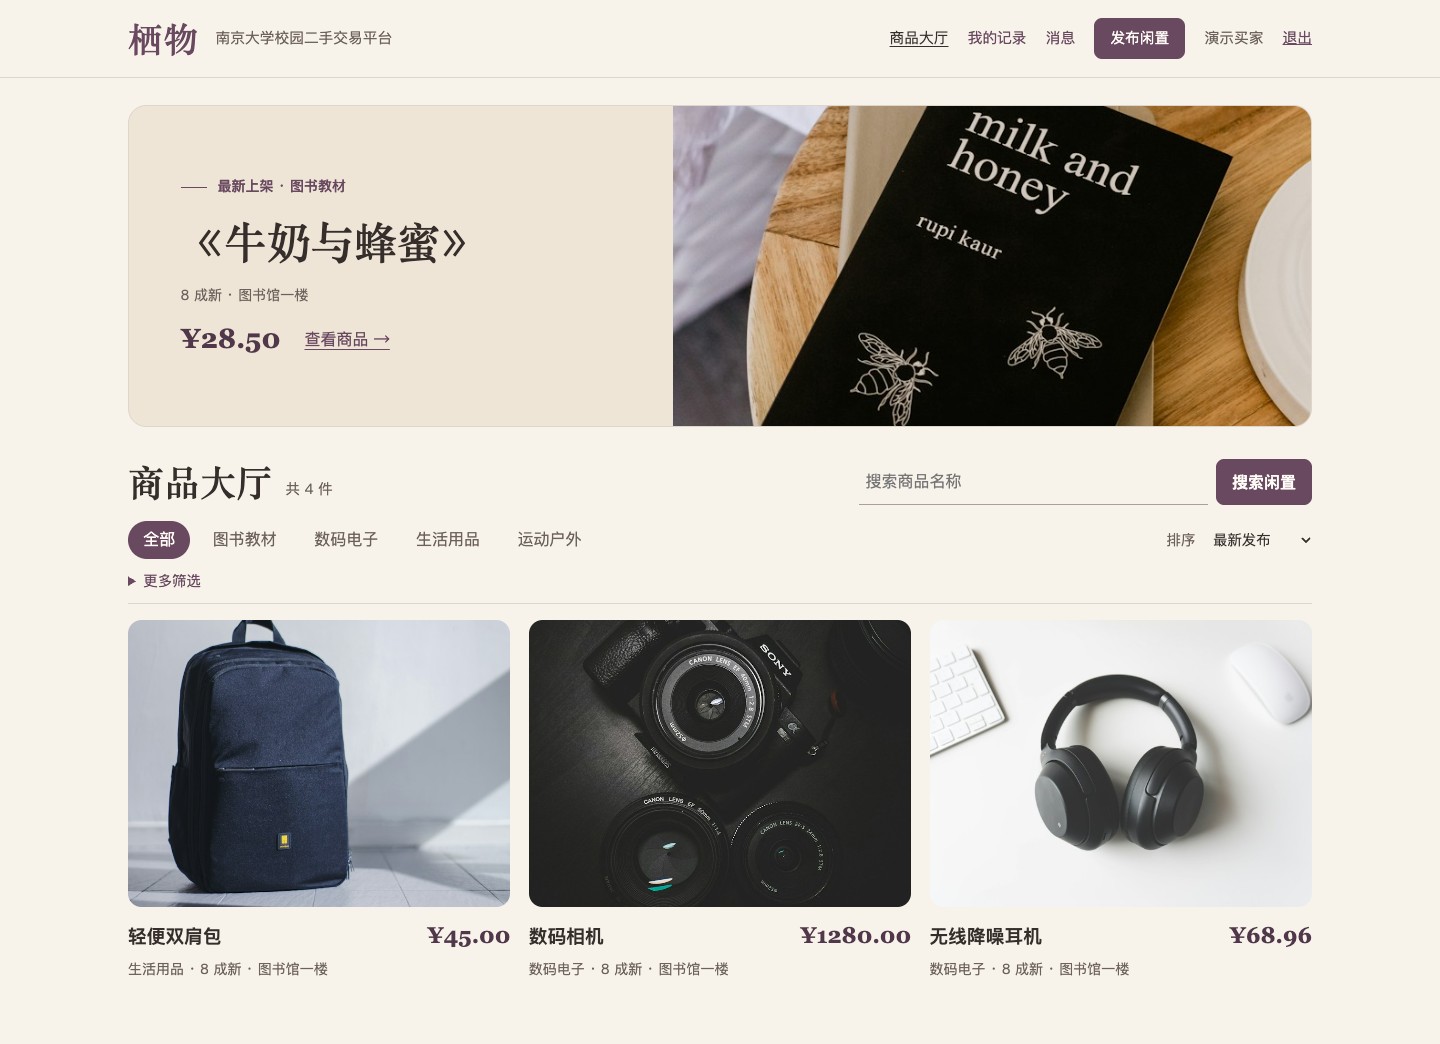 栖物 南京大学校园二手交易平台 商品大厅 我的记录 消息 发布闲置 演示买家 退出
最新上架 · 图书教材
《牛奶与蜂蜜》
8 成新 · 图书馆一楼
¥28.50 查看商品 →
milk and
honey
rupi kaur
商品大厅 共 4 件 搜索商品名称 搜索闲置
全部 图书教材 数码电子 生活用品 运动户外 排序 最新发布
▶ 更多筛选
SONY
CANON LENS EF 40mm 1:2.8 STM
CANON LENS EF 50mm
轻便双肩包 ¥45.00
生活用品 · 8 成新 · 图书馆一楼
数码相机 ¥1280.00
数码电子 · 8 成新 · 图书馆一楼
无线降噪耳机 ¥68.96
数码电子 · 8 成新 · 图书馆一楼